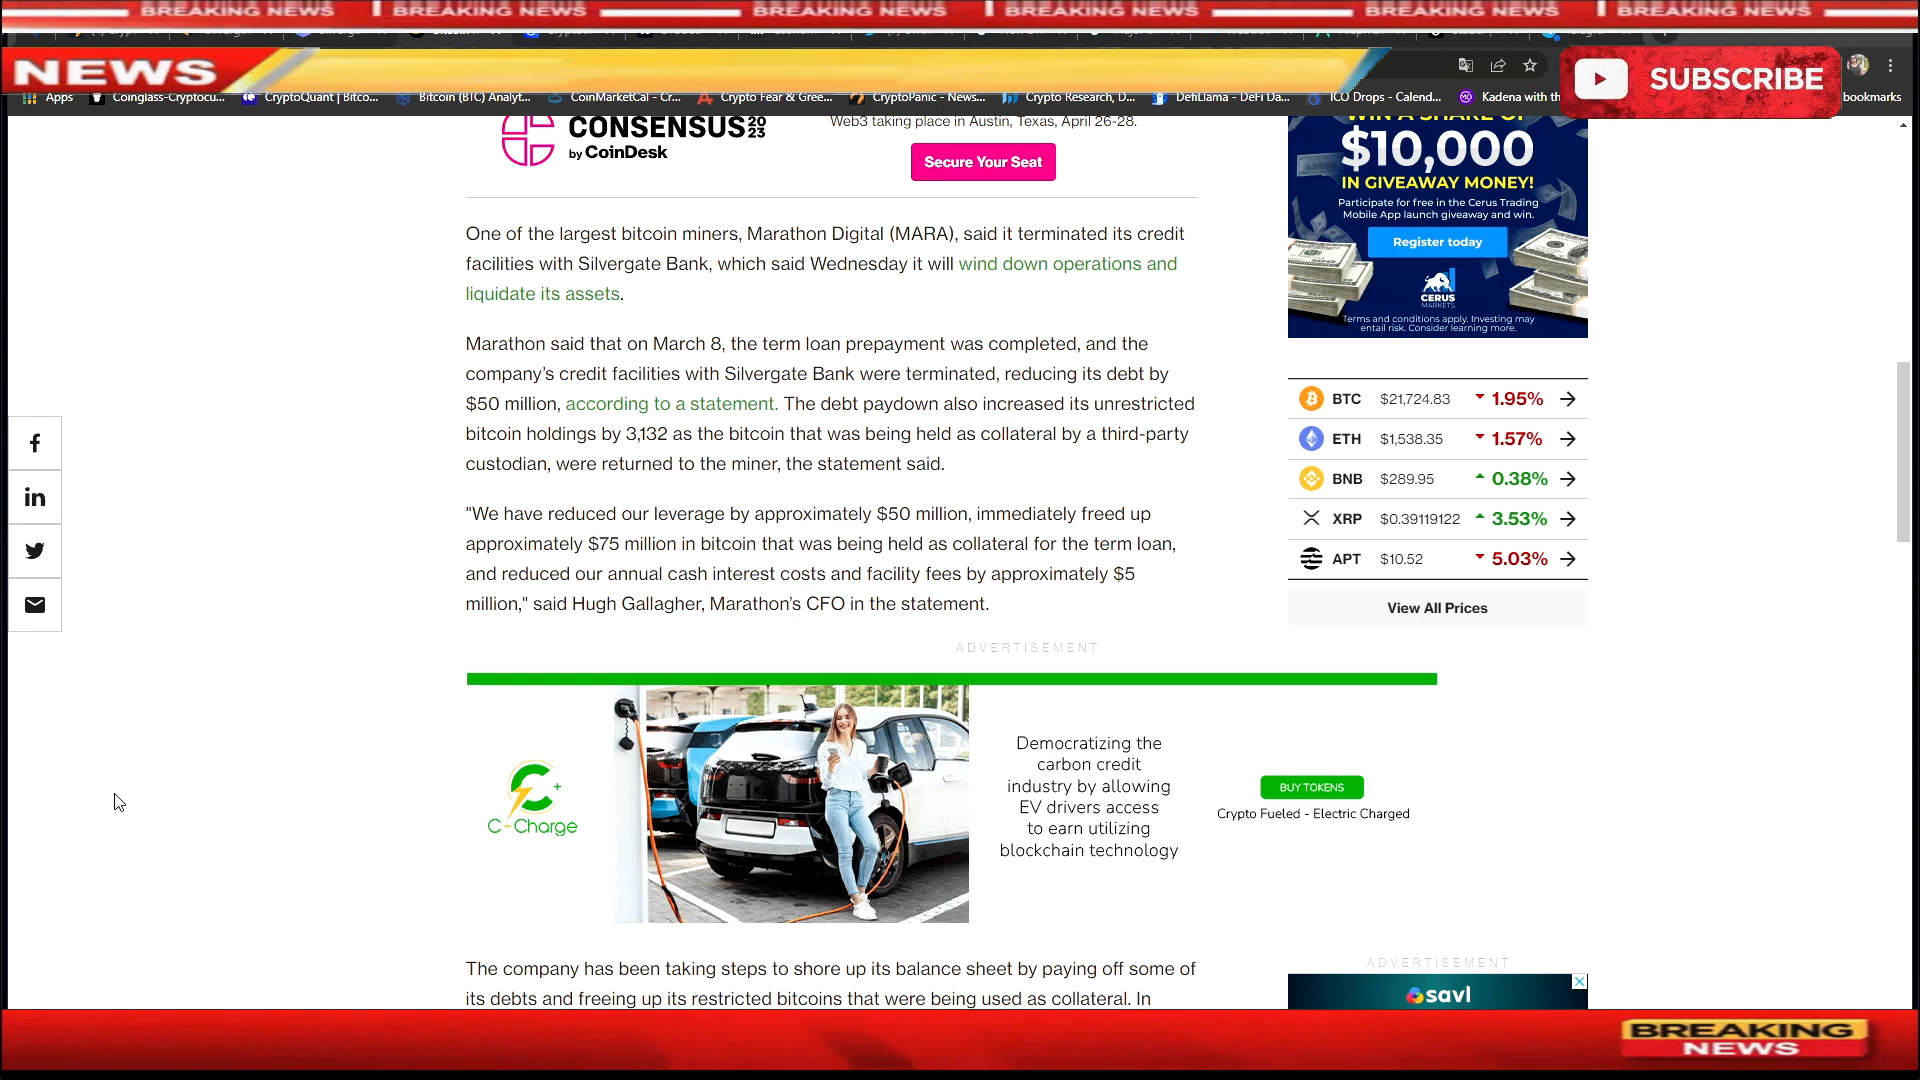 BREAKING NEWS BREAKING NEWS BREAKING NEWS BREAKING NEWS BREAKING NEWS BREAKING NEWS
NEWS
SUBSCRIBE
Apps Coinglass-Cryptocu... CryptoQuant | Bitco... Bitcoin (BTC) Analyt... CoinMarketCal - Cr... Crypto Fear & Gree... CryptoPanic - News... Crypto Research, D... DefiLlama - DeFi Da... ICO Drops - Calend... Kadena with th bookmarks
CONSENSUS 2023
by CoinDesk
Web3 taking place in Austin, Texas, April 26-28.
Secure Your Seat
WIN A SHARE OF
$10,000
IN GIVEAWAY MONEY!
Participate for free in the Cerus Trading
Mobile App launch giveaway and win.
Register today
CERUS
MARKETS
Terms and conditions apply. Investing may
entail risk. Consider learning more.
One of the largest bitcoin miners, Marathon Digital (MARA), said it terminated its credit
facilities with Silvergate Bank, which said Wednesday it will wind down operations and
liquidate its assets.
Marathon said that on March 8, the term loan prepayment was completed, and the
company’s credit facilities with Silvergate Bank were terminated, reducing its debt by
$50 million, according to a statement. The debt paydown also increased its unrestricted
bitcoin holdings by 3,132 as the bitcoin that was being held as collateral by a third-party
custodian, were returned to the miner, the statement said.
"We have reduced our leverage by approximately $50 million, immediately freed up
approximately $75 million in bitcoin that was being held as collateral for the term loan,
and reduced our annual cash interest costs and facility fees by approximately $5
million," said Hugh Gallagher, Marathon’s CFO in the statement.
BTC $21,724.83 1.95%
ETH $1,538.35 1.57%
BNB $289.95 0.38%
XRP $0.39119122 3.53%
APT $10.52 5.03%
View All Prices
ADVERTISEMENT
C-Charge
Democratizing the
carbon credit
industry by allowing
EV drivers access
to earn utilizing
blockchain technology
BUY TOKENS
Crypto Fueled - Electric Charged
The company has been taking steps to shore up its balance sheet by paying off some of
its debts and freeing up its restricted bitcoins that were being used as collateral. In
ADVERTISEMENT
savl
BREAKING
NEWS